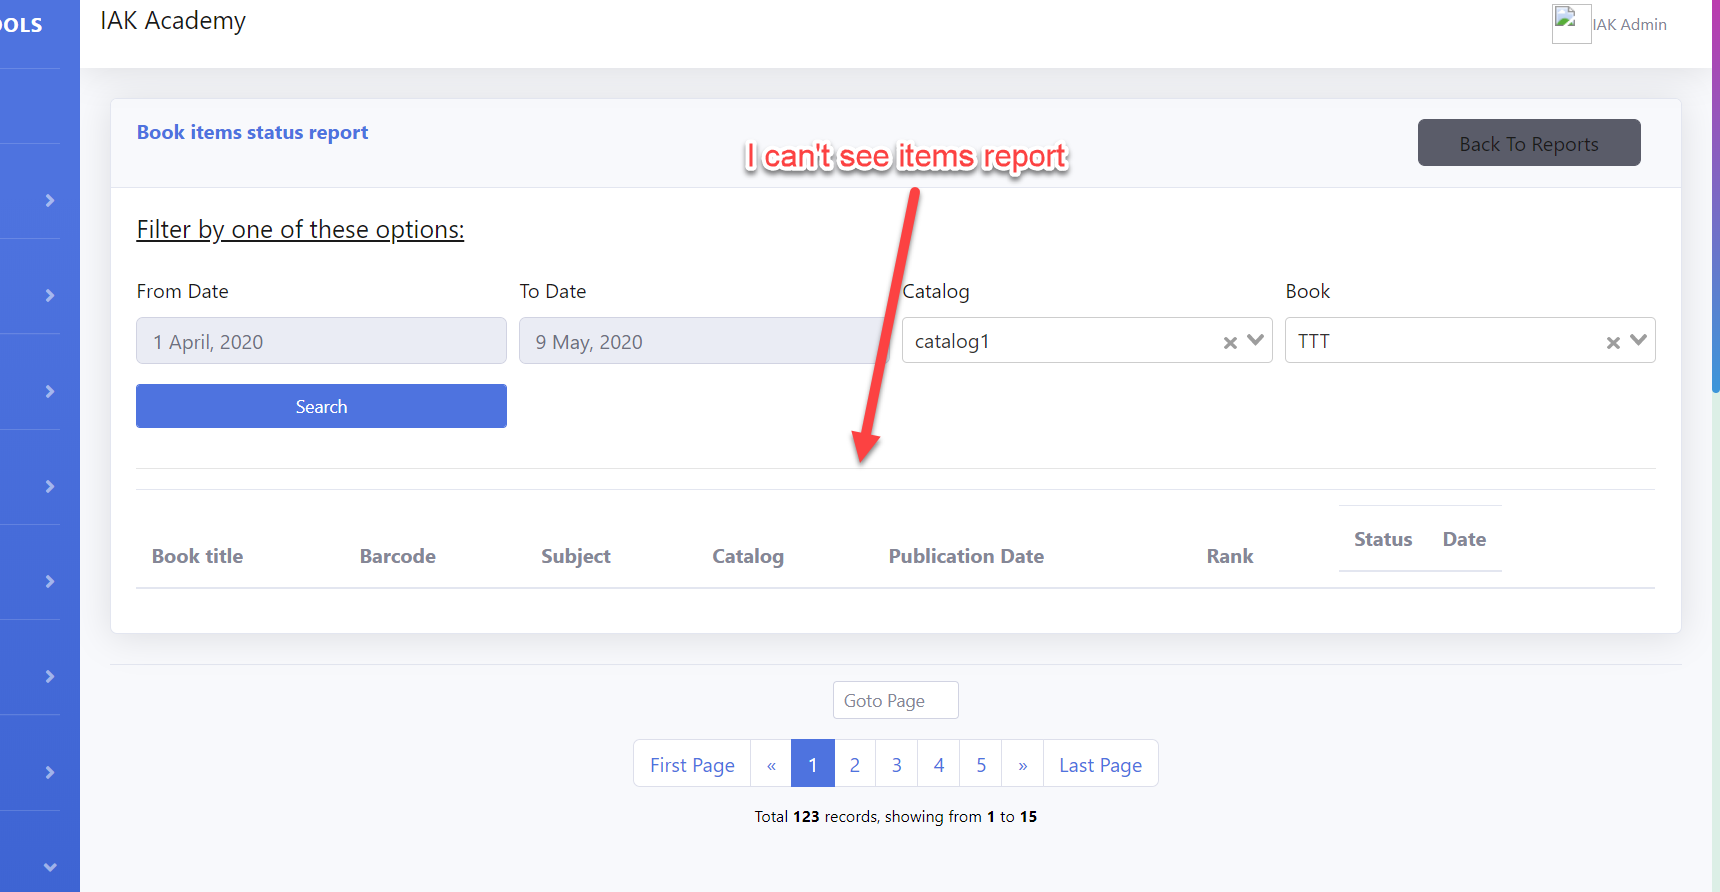 OOLS
IAK Academy
IAK Admin
Book items status report
I can't see items report
Back To Reports
Filter by one of these options:
From Date
To Date
Catalog
Book
1 April, 2020
9 May, 2020
catalog1
TTT
Search
Book title
Barcode
Subject
Catalog
Publication Date
Rank
Status
Date
Goto Page
First Page « 1 2 3 4 5 » Last Page
Total 123 records, showing from 1 to 15